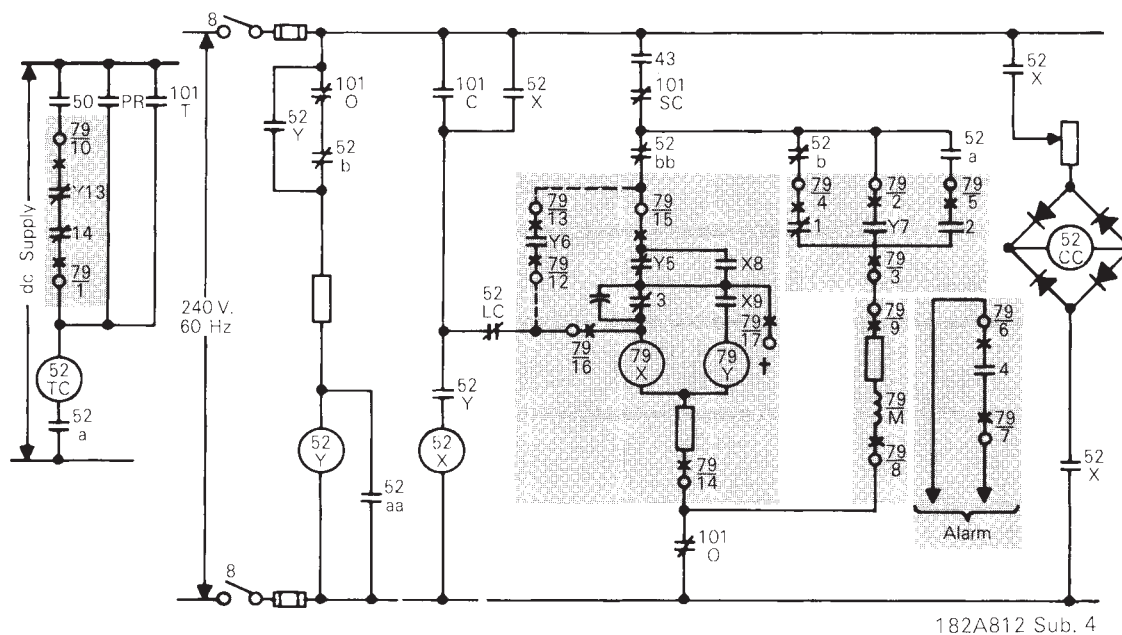 8
50
PR
101
T
79
10
Y13
14
79
1
dc Supply
52
TC
52
a
240 V.
60 Hz
8
101
O
52
Y
52
b
52
Y
52
aa
101
C
52
X
52
LC
52
Y
52
X
43
101
SC
52
bb
79
13
Y6
79
12
79
15
Y5
X8
3
X9
79
16
79
X
79
Y
79
17
†
79
14
101
O
52
b
79
4
1
79
2
Y7
52
a
79
5
2
79
3
79
9
79
M
79
8
79
6
4
79
7
Alarm
52
X
52
CC
52
X
182A812 Sub. 4